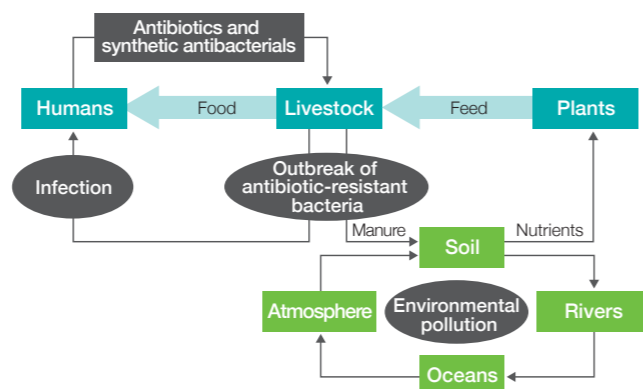 Antibiotics and
synthetic antibacterials
Humans
Food
Livestock
Feed
Plants
Infection
Outbreak of
antibiotic-resistant
bacteria
Manure
Soil
Nutrients
Atmosphere
Environmental
pollution
Rivers
Oceans